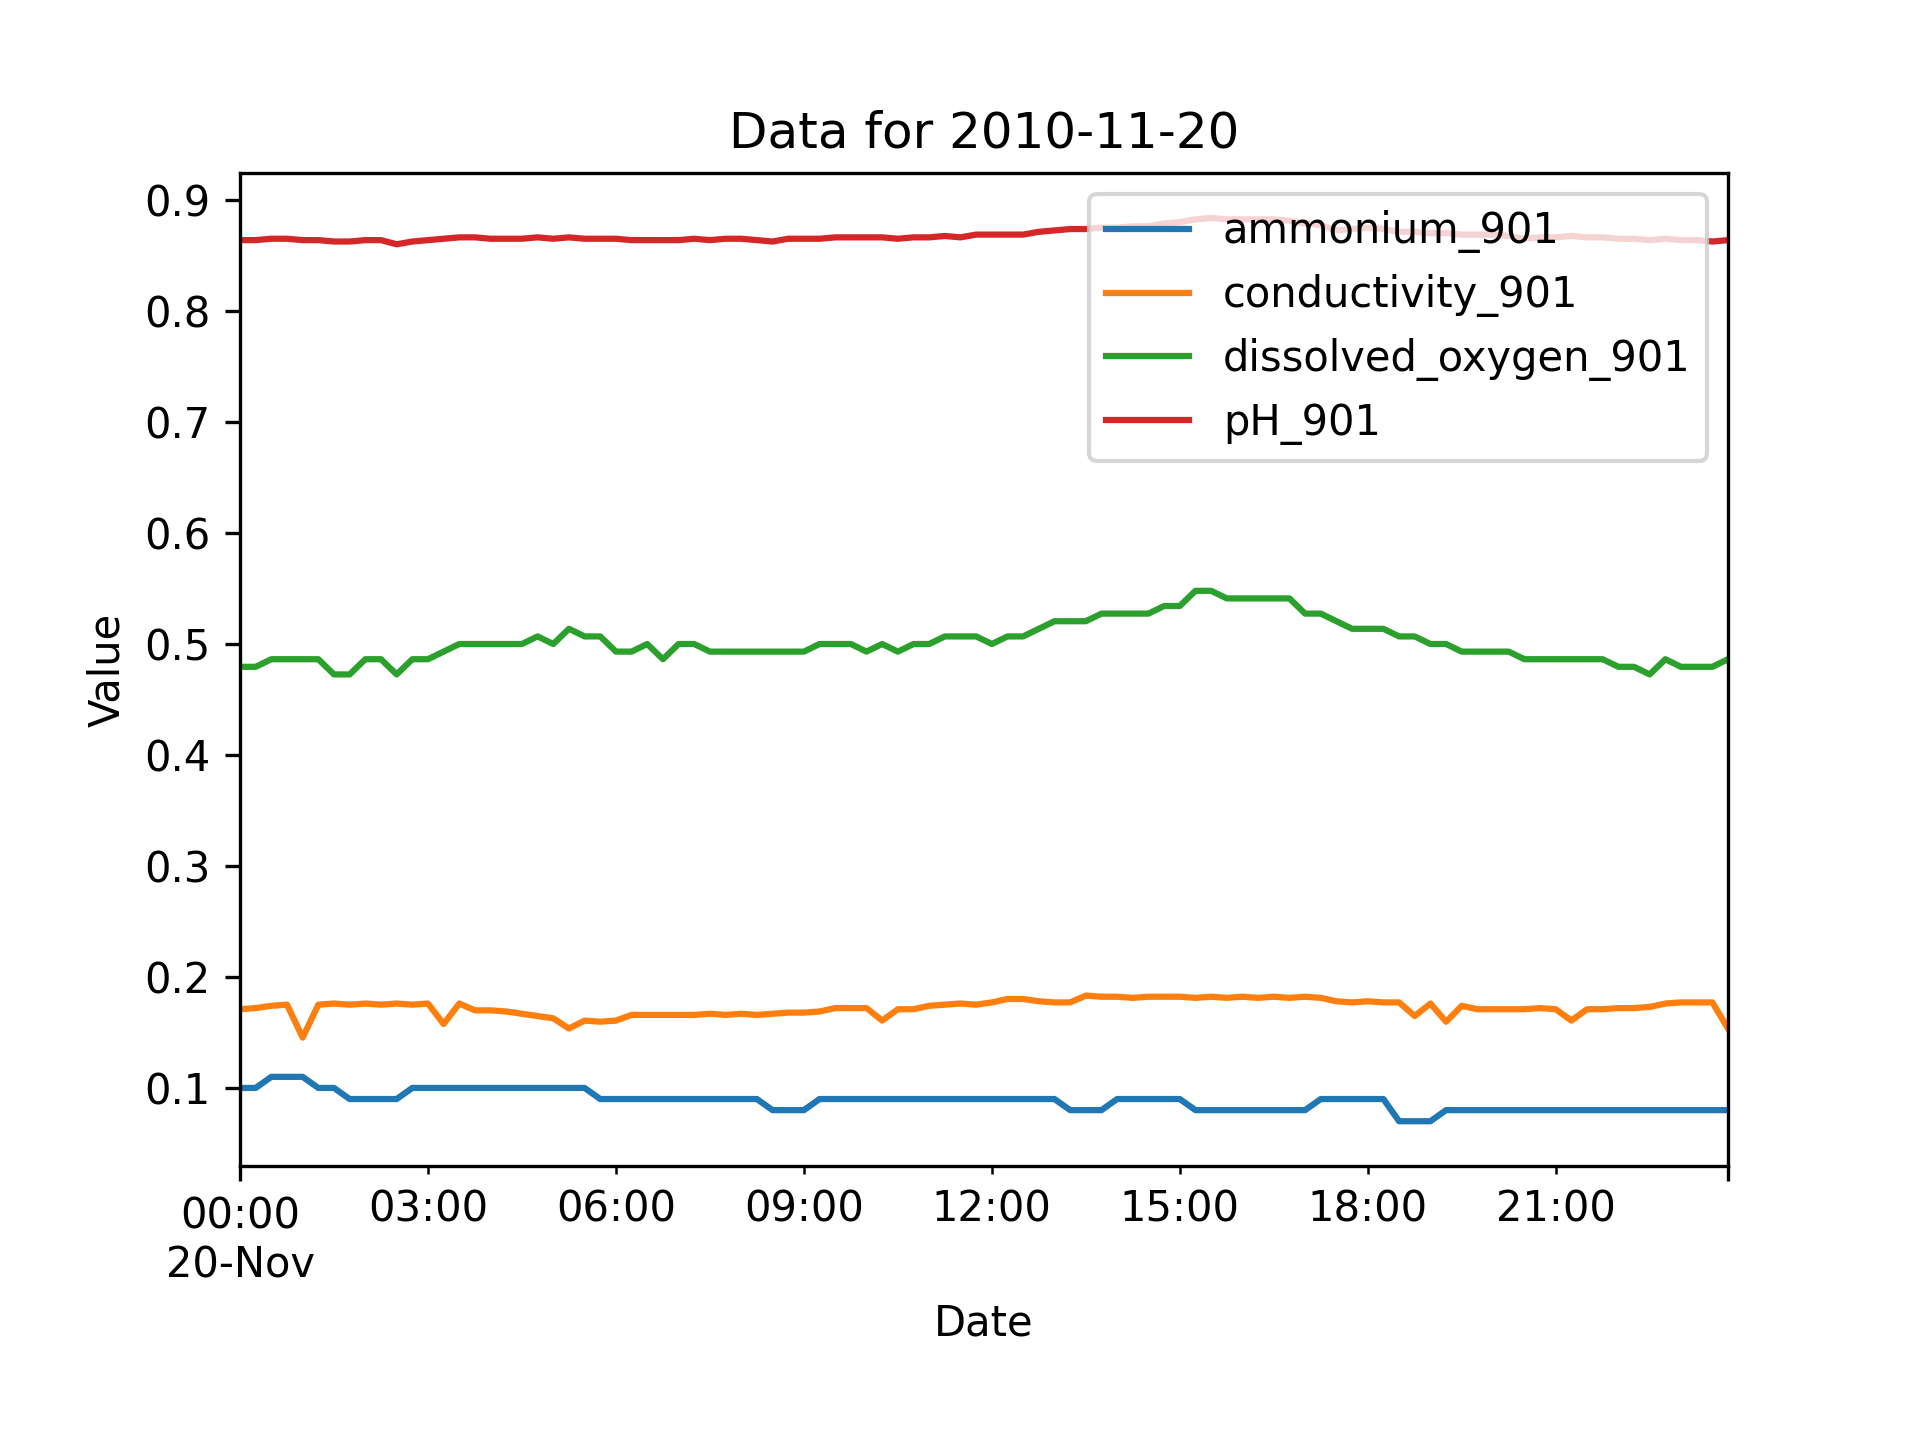 Data for 2010-11-20
0.9
0.8
0.7
0.6
0.5
0.4
0.3
0.2
0.1
Value
ammonium_901
conductivity_901
dissolved_oxygen_901
pH_901
00:00 03:00 06:00 09:00 12:00 15:00 18:00 21:00
20-Nov
Date